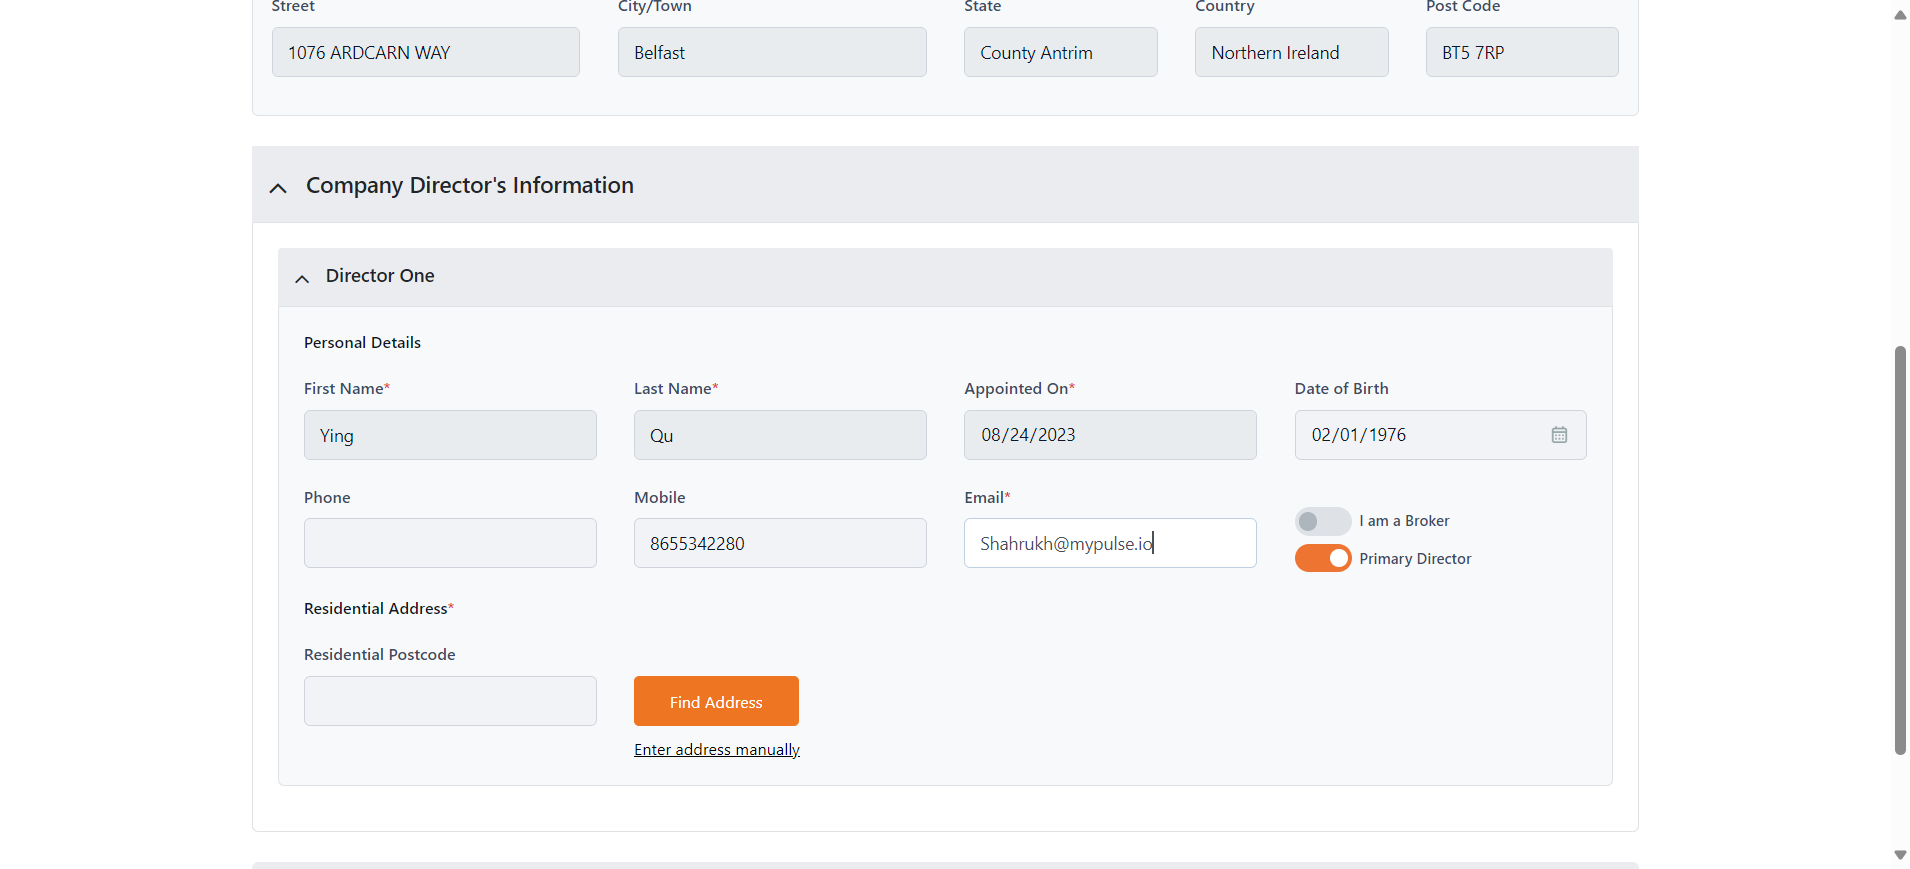 Street City/Town State Country Post Code
1076 ARDCARN WAY Belfast County Antrim Northern Ireland BT5 7RP
Company Director's Information
Director One
Personal Details
First Name* Last Name* Appointed On* Date of Birth
Ying Qu 08/24/2023 02/01/1976
Phone Mobile Email*
I am a Broker
8655342280 Shahrukh@mypulse.io
Primary Director
Residential Address*
Residential Postcode
Find Address
Enter address manually